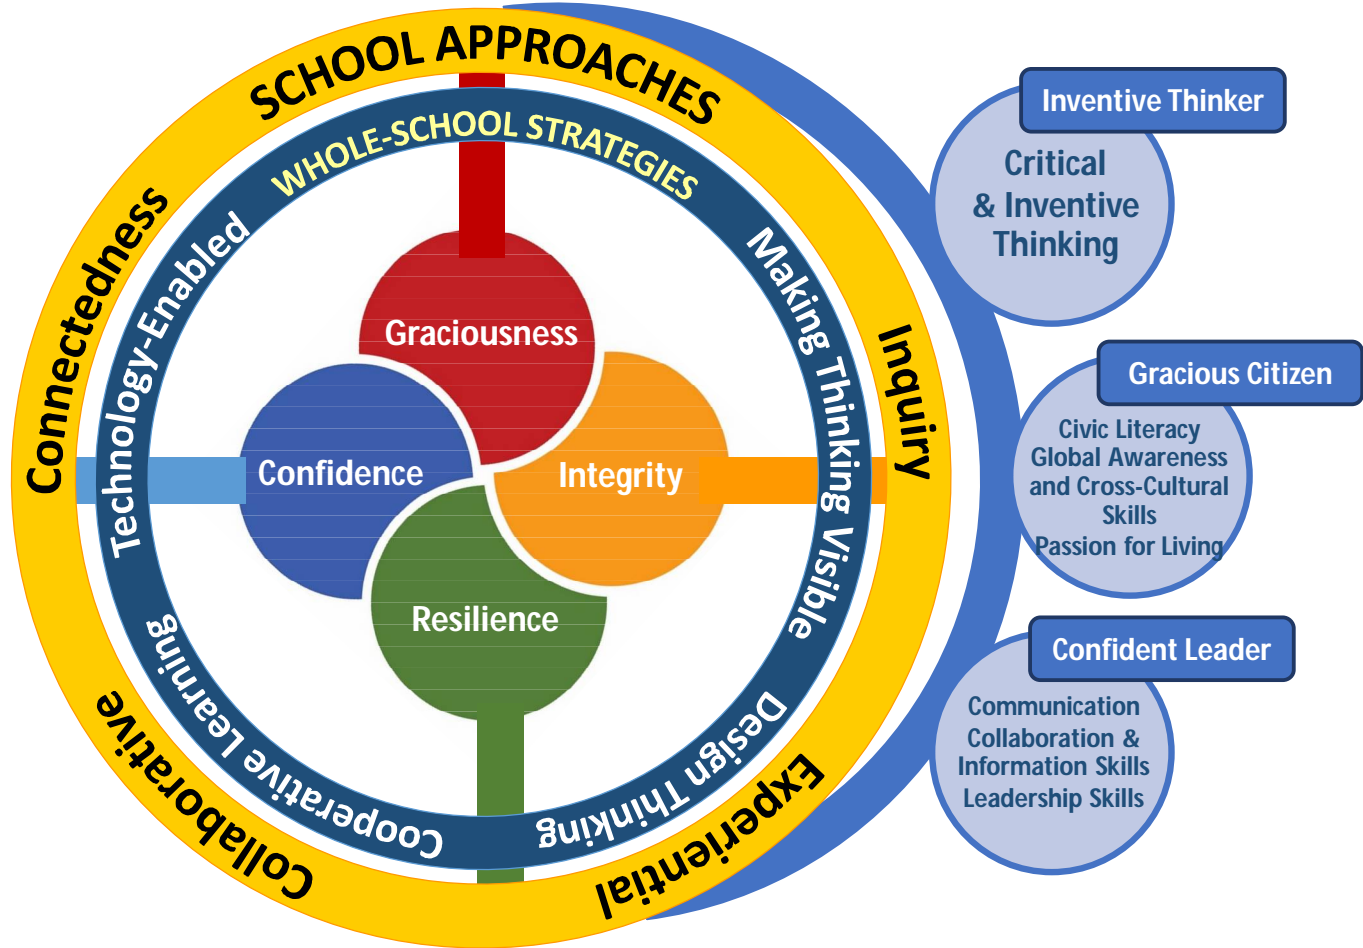 SCHOOL APPROACHES
Connectedness
Inquiry
Experiential
Collaborative
WHOLE-SCHOOL STRATEGIES
Technology-Enabled
Making Thinking Visible
Design Thinking
Cooperative Learning
Graciousness
Confidence
Integrity
Resilience
Inventive Thinker
Critical
& Inventive
Thinking
Gracious Citizen
Civic Literacy
Global Awareness
and Cross-Cultural
Skills
Passion for Living
Confident Leader
Communication
Collaboration &
Information Skills
Leadership Skills